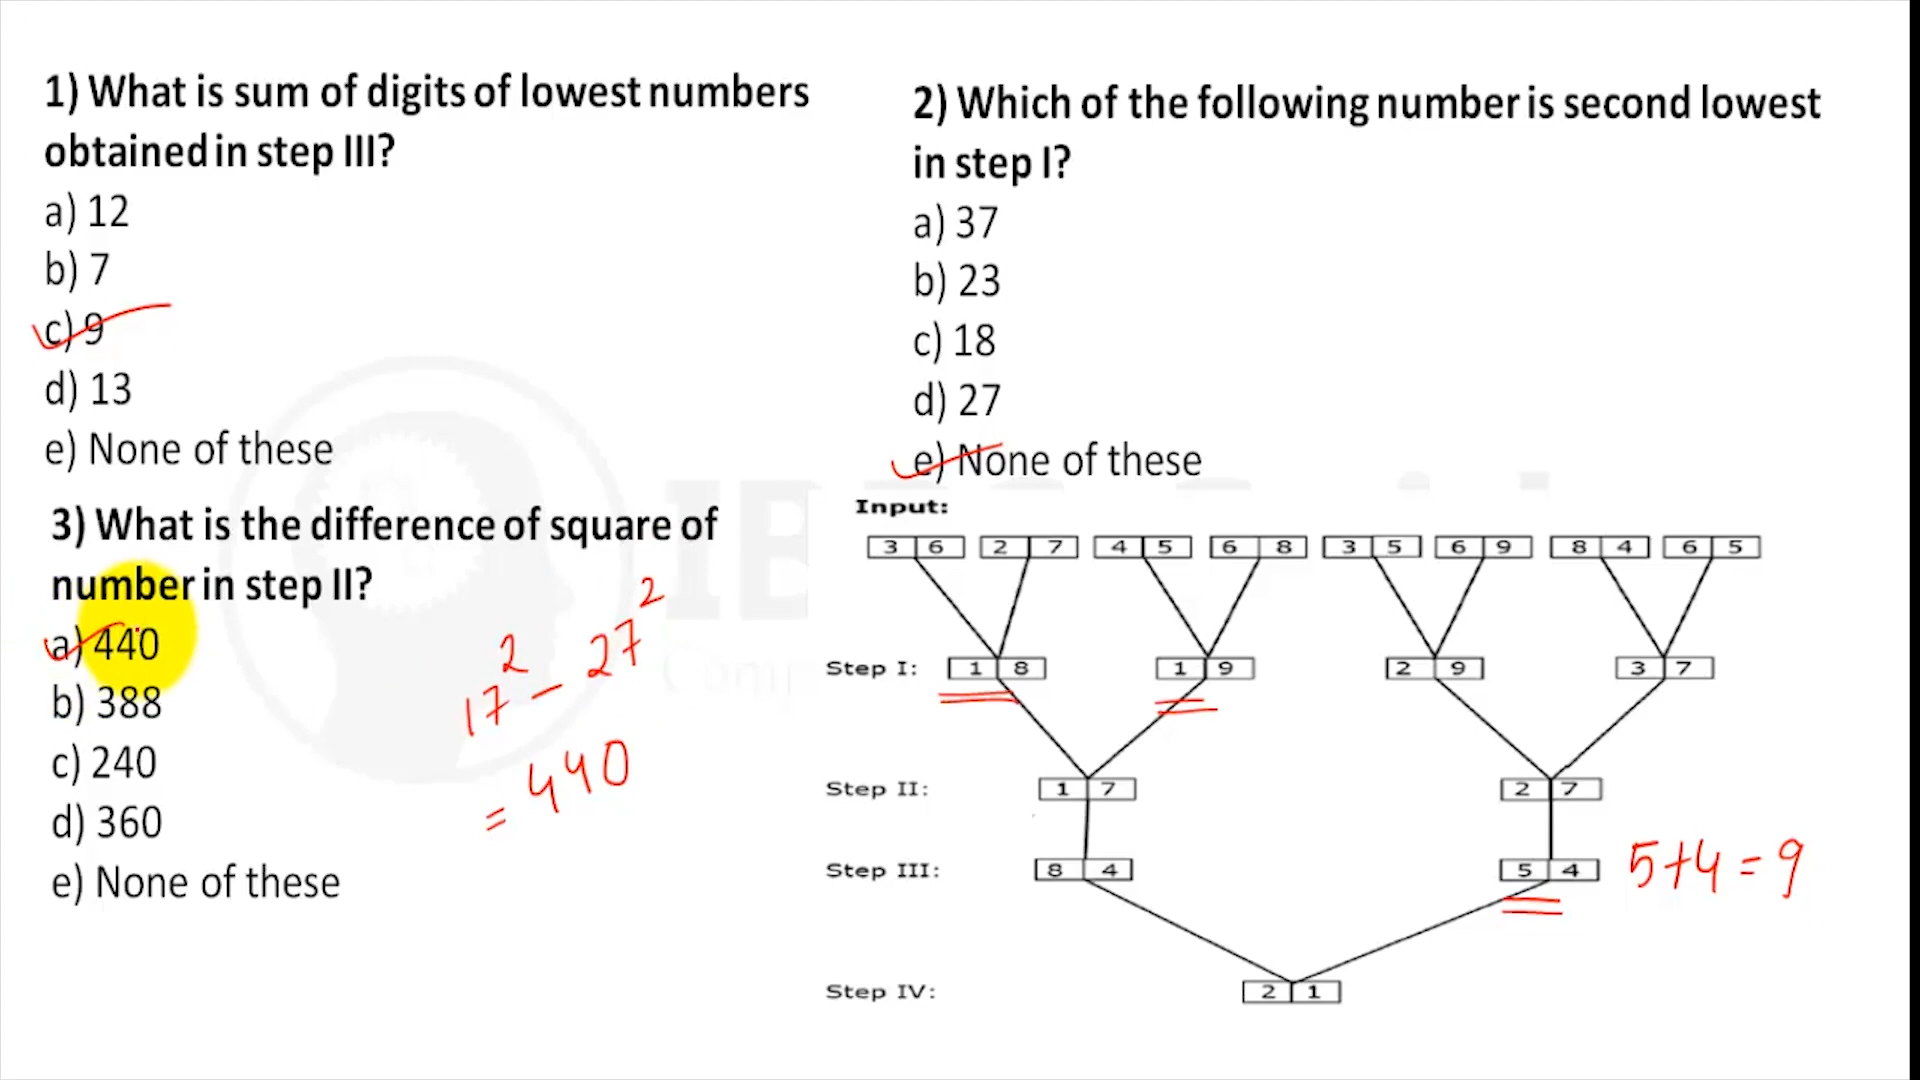 1) What is sum of digits of lowest numbers
obtained in step III?
a) 12
b) 7
c) 9
d) 13
e) None of these
2) Which of the following number is second lowest
in step I?
a) 37
b) 23
c) 18
d) 27
e) None of these
3) What is the difference of square of
number in step II?
a) 440
b) 388
c) 240
d) 360
e) None of these
17² - 27²
= 440
Input:
3 6 2 7 4 5 6 8 3 5 6 9 8 4 6 5
Step I: 1 8 1 9 2 9 3 7
Step II: 1 7 2 7
Step III: 8 4 5 4 5+4=9
Step IV: 2 1